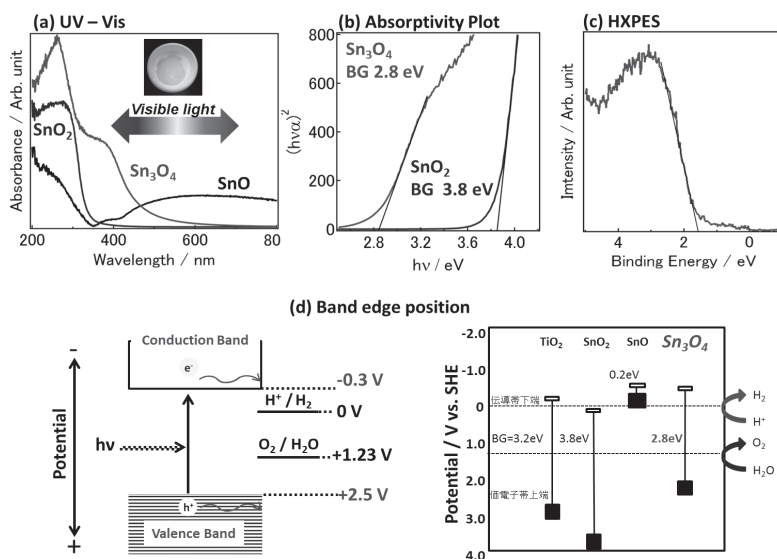 (a) UV – Vis
Absorbance / Arb. unit
Visible light
SnO2
Sn3O4
SnO
200
400
600
80
Wavelength / nm
(b) Absorptivity Plot
(hνα)^2
800
600
400
200
0
Sn3O4
BG 2.8 eV
SnO2
BG 3.8 eV
2.8
3.2
3.6
4.0
hν / eV
(c) HXPES
Imtensity / Arb. unit
4
2
0
Binding Energy / eV
(d) Band edge position
Potential
-
+
hν
Conduction Band
e-
-0.3 V
H+ / H2
0 V
O2 / H2O
+1.23 V
+2.5 V
h+
Valence Band
Potential / V vs. SHE
-2.0
-1.0
0
1.0
2.0
3.0
4.0
TiO2
SnO2
SnO
Sn3O4
0.2eV
伝導帯下端
BG=3.2eV
3.8eV
2.8eV
価電子帯上端
H2
H+
O2
H2O